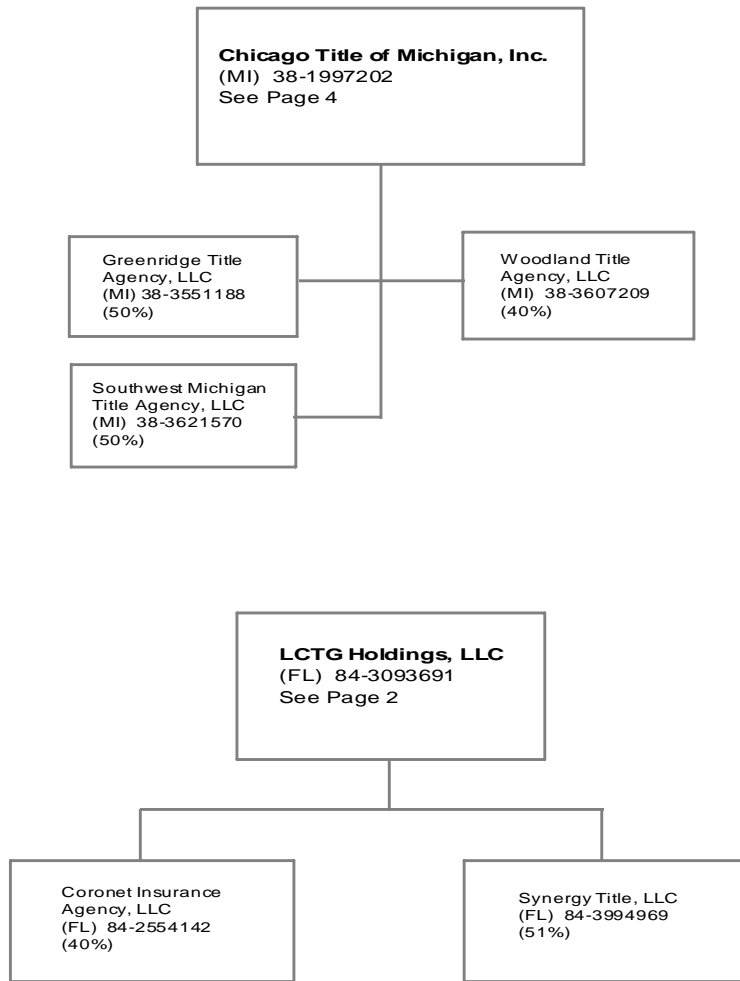 Chicago Title of Michigan, Inc.
(MI) 38-1997202
See Page 4
Greenridge Title
Agency, LLC
(MI) 38-3551188
(50%)
Woodland Title
Agency, LLC
(MI) 38-3607209
(40%)
Southwest Michigan
Title Agency, LLC
(MI) 38-3621570
(50%)
LCTG Holdings, LLC
(FL) 84-3093691
See Page 2
Coronet Insurance
Agency, LLC
(FL) 84-2554142
(40%)
Synergy Title, LLC
(FL) 84-3994969
(51%)